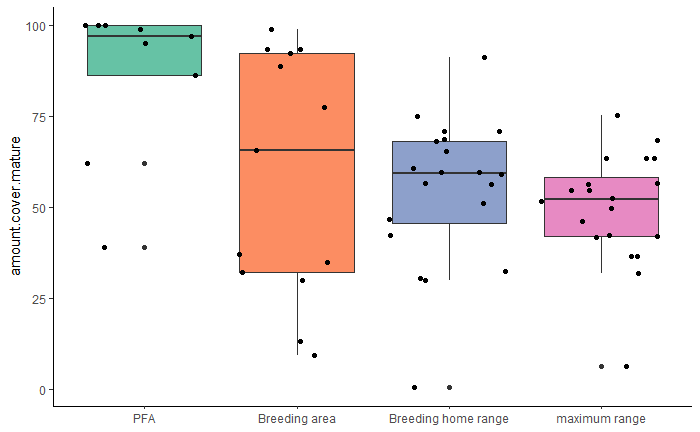 amount.cover.mature
100
75
50
25
0
PFA
Breeding area
Breeding home range
maximum range